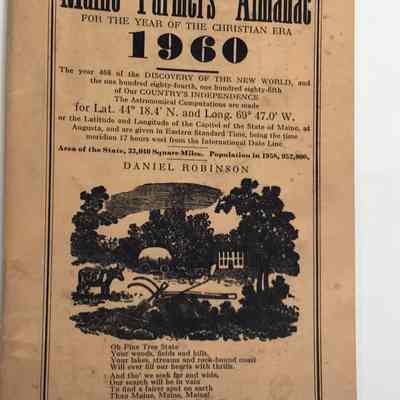 Maine Farmers' Almanac
FOR THE YEAR OF THE CHRISTIAN ERA
1960
The year 468 of the DISCOVERY OF THE NEW WORLD, and
the one hundred eighty-fourth, one hundred eighty-fifth
of Our COUNTRY'S INDEPENDENCE
The Astronomical Computations are made
for Lat. 44° 18.4' N. and Long. 69° 47.0' W.
or the Latitude and Longitude of the Capitol of the State of Maine, at
Augusta, and are given in Eastern Standard Time, being the time
meridian 17 hours west from the International Date Line.
Area of the State, 33,040 Square Miles. Population in 1958, 952,000.
DANIEL ROBINSON
Oh Pine Tree State
Your woods, fields and hills,
Your lakes, streams and rock-bound coast
Will ever fill our hearts with thrills.
And tho' we seek far and wide,
Our search will be in vain
To find a fairer spot on earth
Than Maine, Maine, Maine!